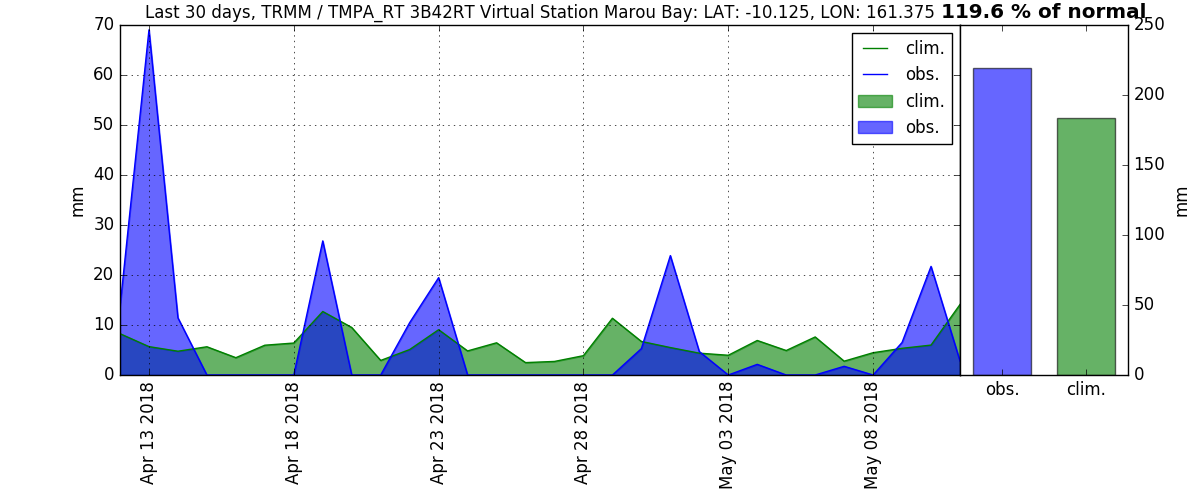 Last 30 days, TRMM / TMPA_RT 3B42RT Virtual Station Marou Bay: LAT: -10.125, LON: 161.375 119.6 % of normal
70
60
50
40
30
20
10
0
mm
clim.
obs.
clim.
obs.
Apr 13 2018
Apr 18 2018
Apr 23 2018
Apr 28 2018
May 03 2018
May 08 2018
250
200
150
100
50
0
mm
obs.
clim.